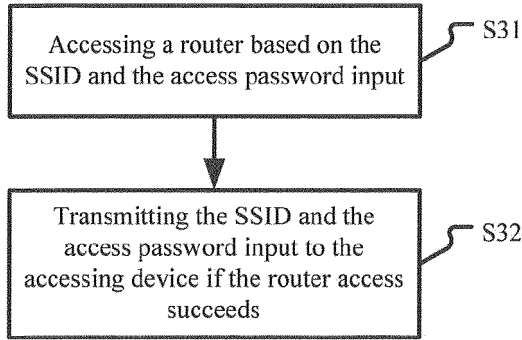 Accessing a router based on the
SSID and the access password input
S31
Transmitting the SSID and the
access password input to the
accessing device if the router access
succeeds
S32